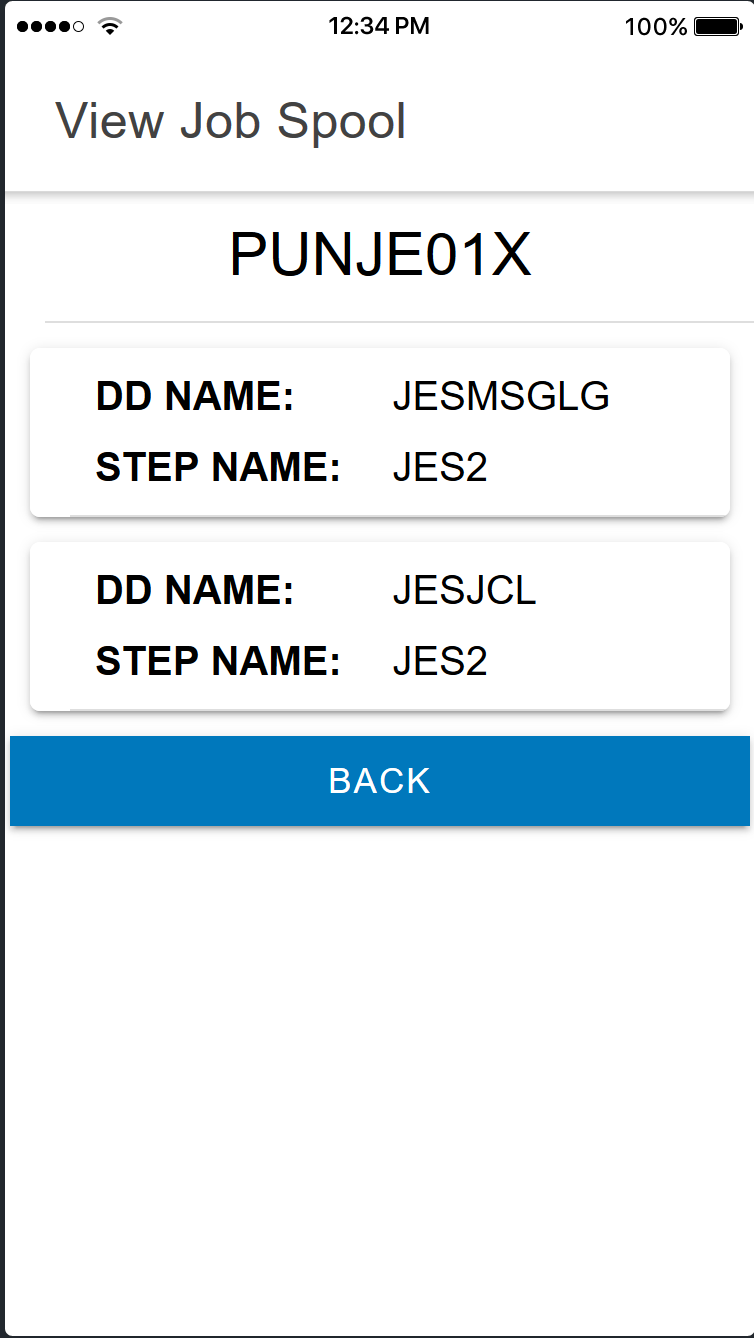 12:34 PM 100%
View Job Spool
PUNJE01X
DD NAME: JESMSGLG
STEP NAME: JES2
DD NAME: JESJCL
STEP NAME: JES2
BACK